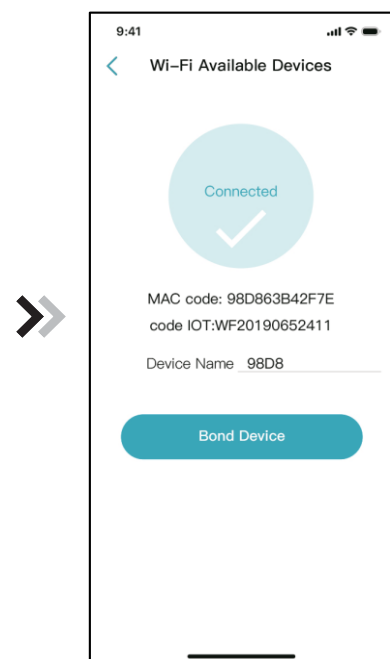 9:41
Wi-Fi Available Devices
Connected
MAC code: 98D863B42F7E
code IOT:WF20190652411
Device Name 98D8
Bond Device